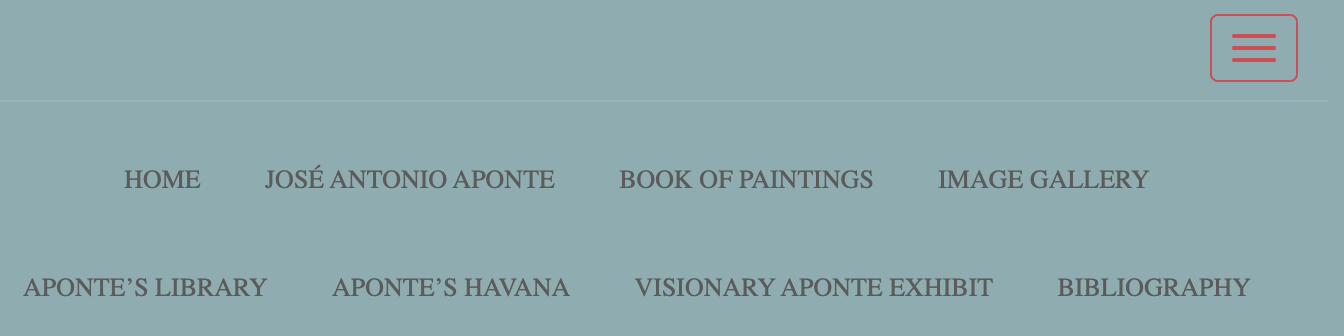 HOME JOSÉ ANTONIO APONTE BOOK OF PAINTINGS IMAGE GALLERY
APONTE’S LIBRARY APONTE’S HAVANA VISIONARY APONTE EXHIBIT BIBLIOGRAPHY